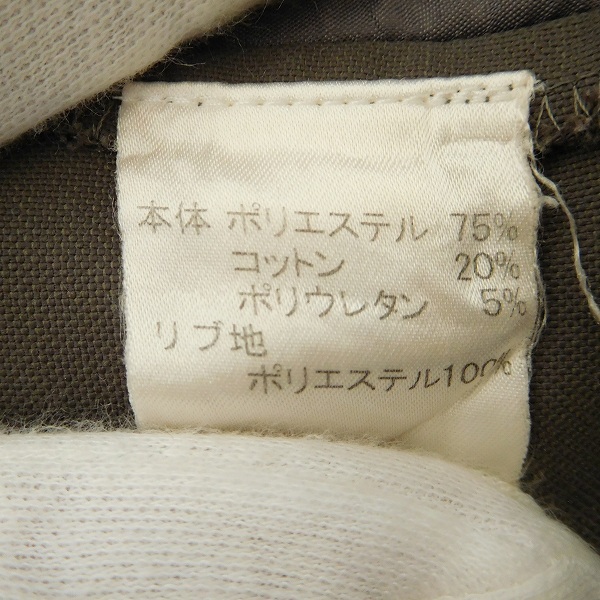 本体 ポリエステル 75%
コットン 20%
ポリウレタン 5%
リブ地
ポリエステル100%